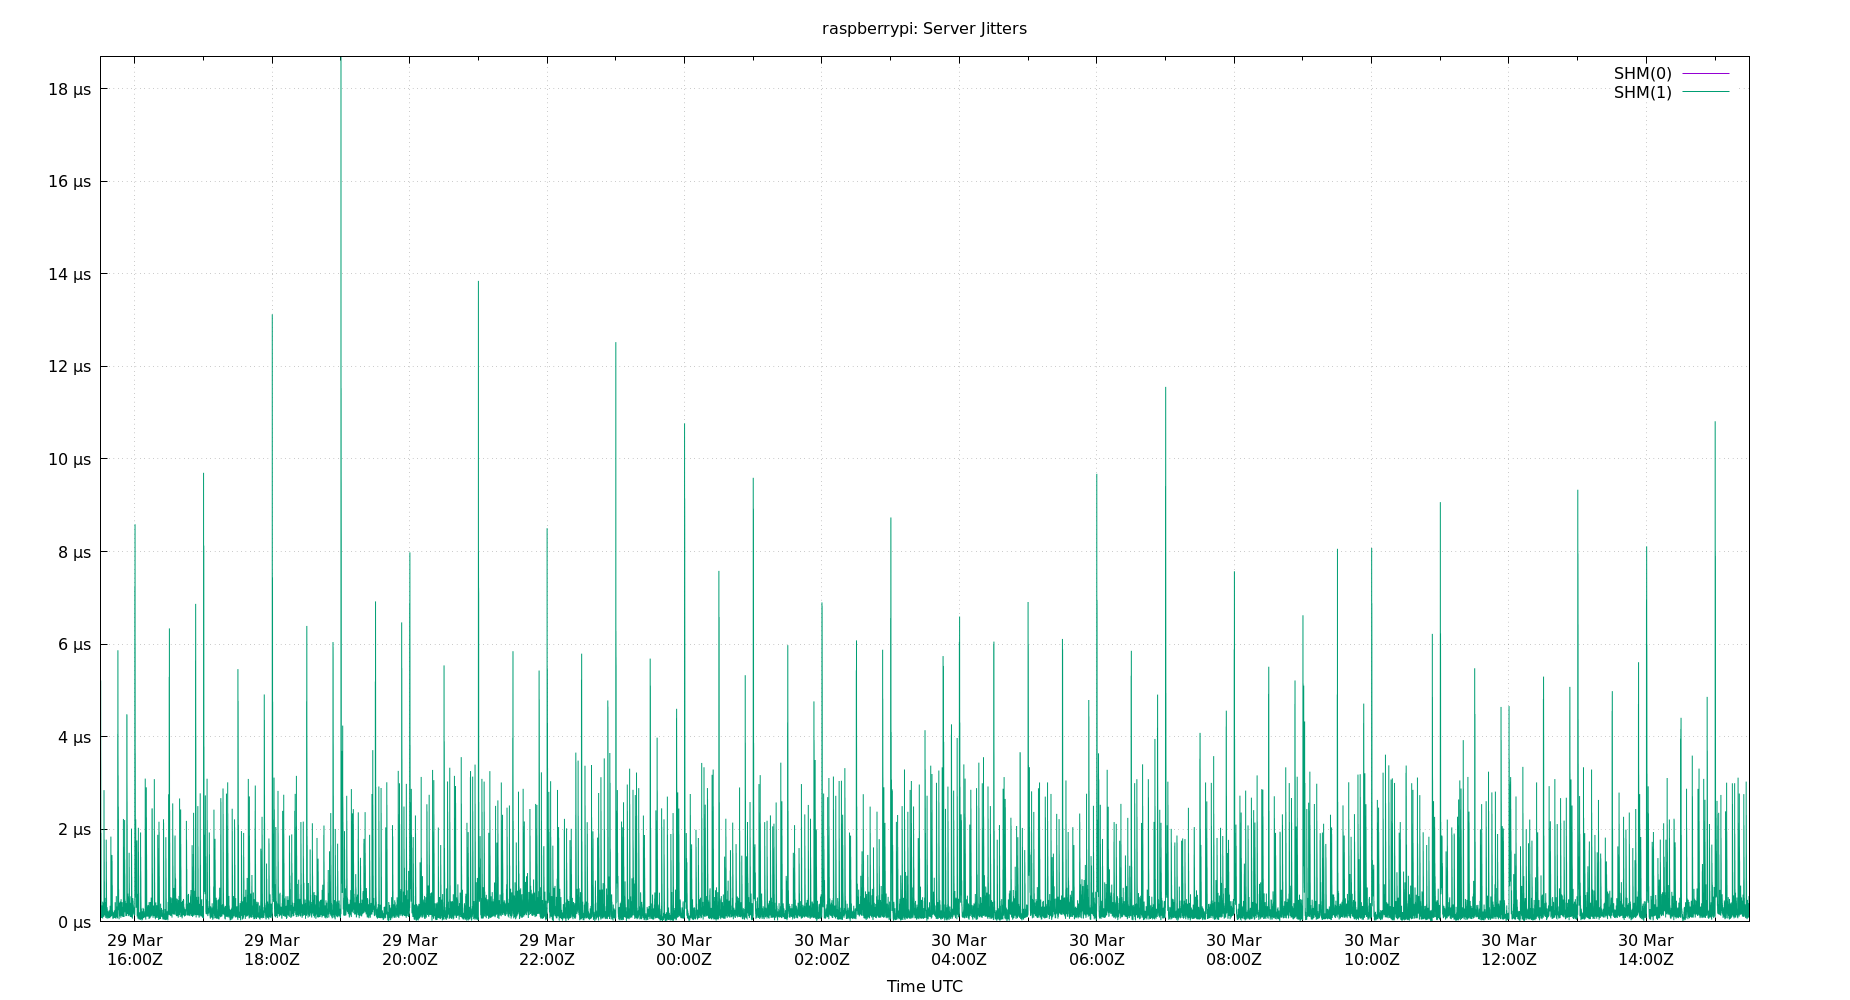 raspberrypi: Server Jitters
SHM(0)
SHM(1)
18 µs
16 µs
14 µs
12 µs
10 µs
8 µs
6 µs
4 µs
2 µs
0 µs
29 Mar 29 Mar 29 Mar 29 Mar 30 Mar 30 Mar 30 Mar 30 Mar 30 Mar 30 Mar 30 Mar 30 Mar
16:00Z 18:00Z 20:00Z 22:00Z 00:00Z 02:00Z 04:00Z 06:00Z 08:00Z 10:00Z 12:00Z 14:00Z
Time UTC